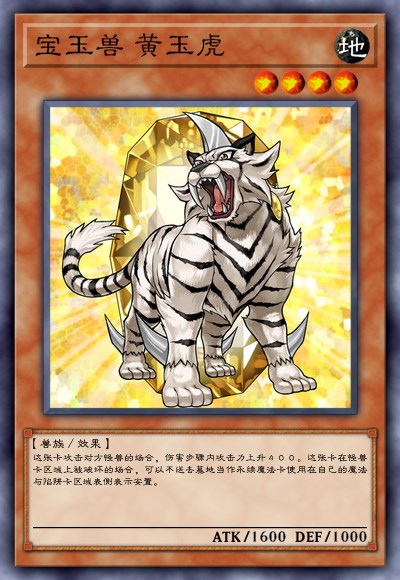 宝玉兽 黄玉虎
地
【兽族／效果】
这张卡攻击对方怪兽的场合，伤害步骤内攻击力上升４００。这张卡在怪兽
卡区域上被破坏的场合，可以不送去墓地当作永续魔法卡使用在自己的魔法
与陷阱卡区域表侧表示安置。
ATK/1600 DEF/1000